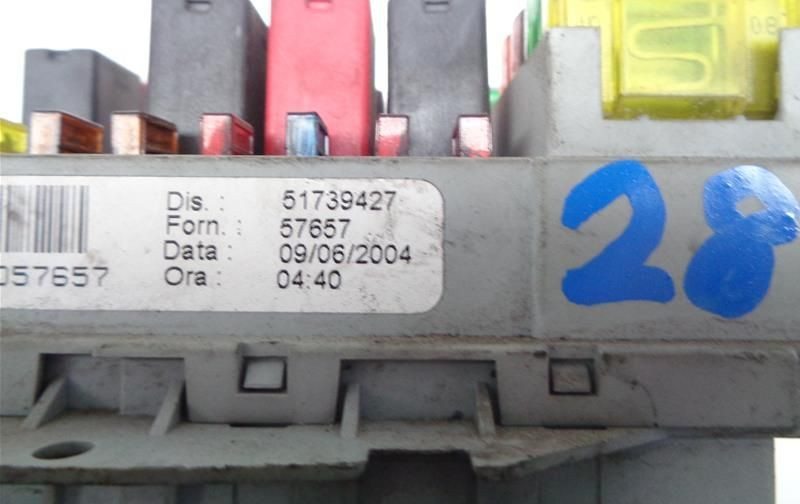 Dis. : 51739427
Forn. : 57657
Data : 09/06/2004
Ora : 04:40
057657
28